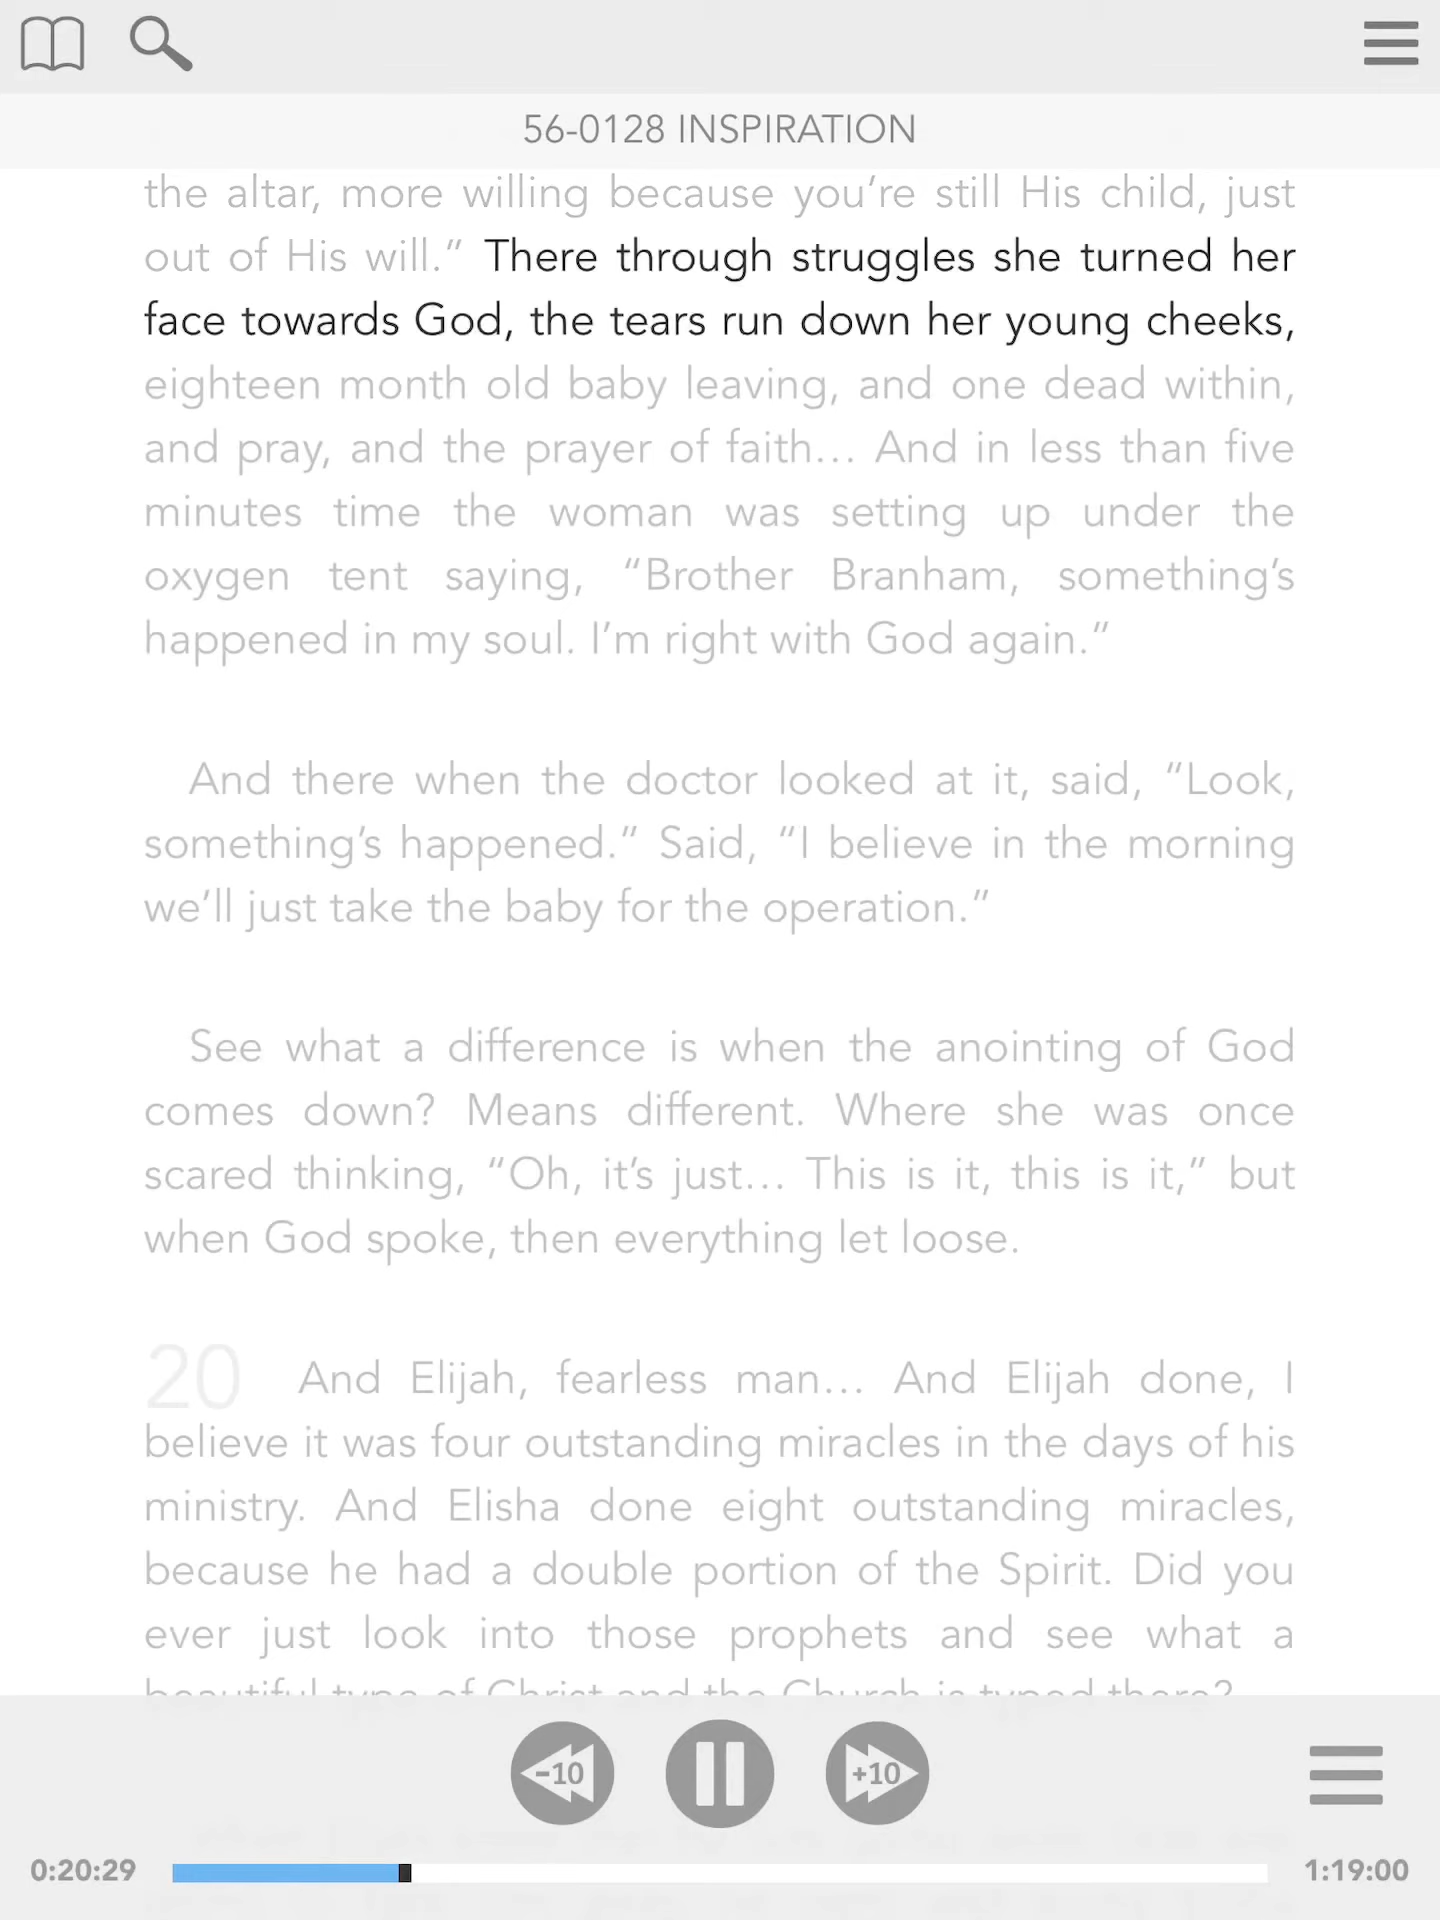 56-0128 INSPIRATION
the altar, more willing because you’re still His child, just
out of His will.” There through struggles she turned her
face towards God, the tears run down her young cheeks,
eighteen month old baby leaving, and one dead within,
and pray, and the prayer of faith… And in less than five
minutes time the woman was setting up under the
oxygen tent saying, “Brother Branham, something’s
happened in my soul. I’m right with God again.”
And there when the doctor looked at it, said, “Look,
something’s happened.” Said, “I believe in the morning
we’ll just take the baby for the operation.”
See what a difference is when the anointing of God
comes down? Means different. Where she was once
scared thinking, “Oh, it’s just… This is it, this is it,” but
when God spoke, then everything let loose.
20 And Elijah, fearless man… And Elijah done, I
believe it was four outstanding miracles in the days of his
ministry. And Elisha done eight outstanding miracles,
because he had a double portion of the Spirit. Did you
ever just look into those prophets and see what a
beautiful type of Christ and the Church is typed there?
-10 +10
0:20:29 1:19:00